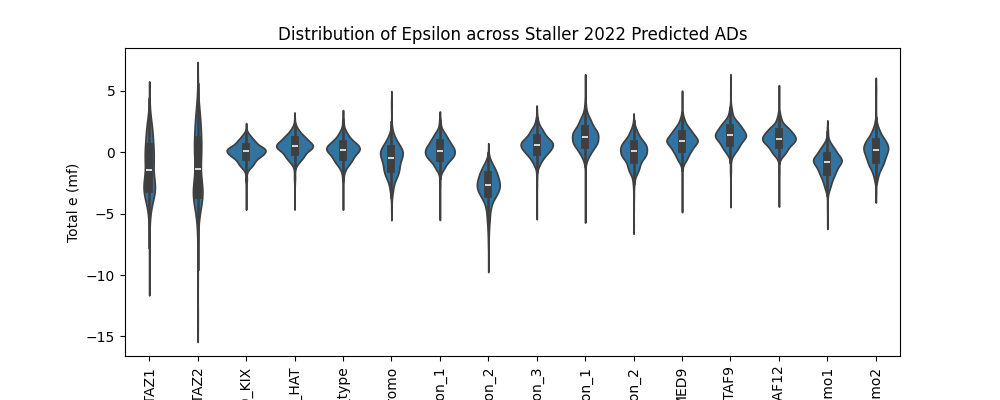 Distribution of Epsilon across Staller 2022 Predicted ADs
Total e (mf)
5
0
−5
−10
−15
TAZ1
TAZ2
_KIX
_HAT
type
romo
on_1
on_2
on_3
on_1
on_2
MED9
TAF9
AF12
mo1
mo2